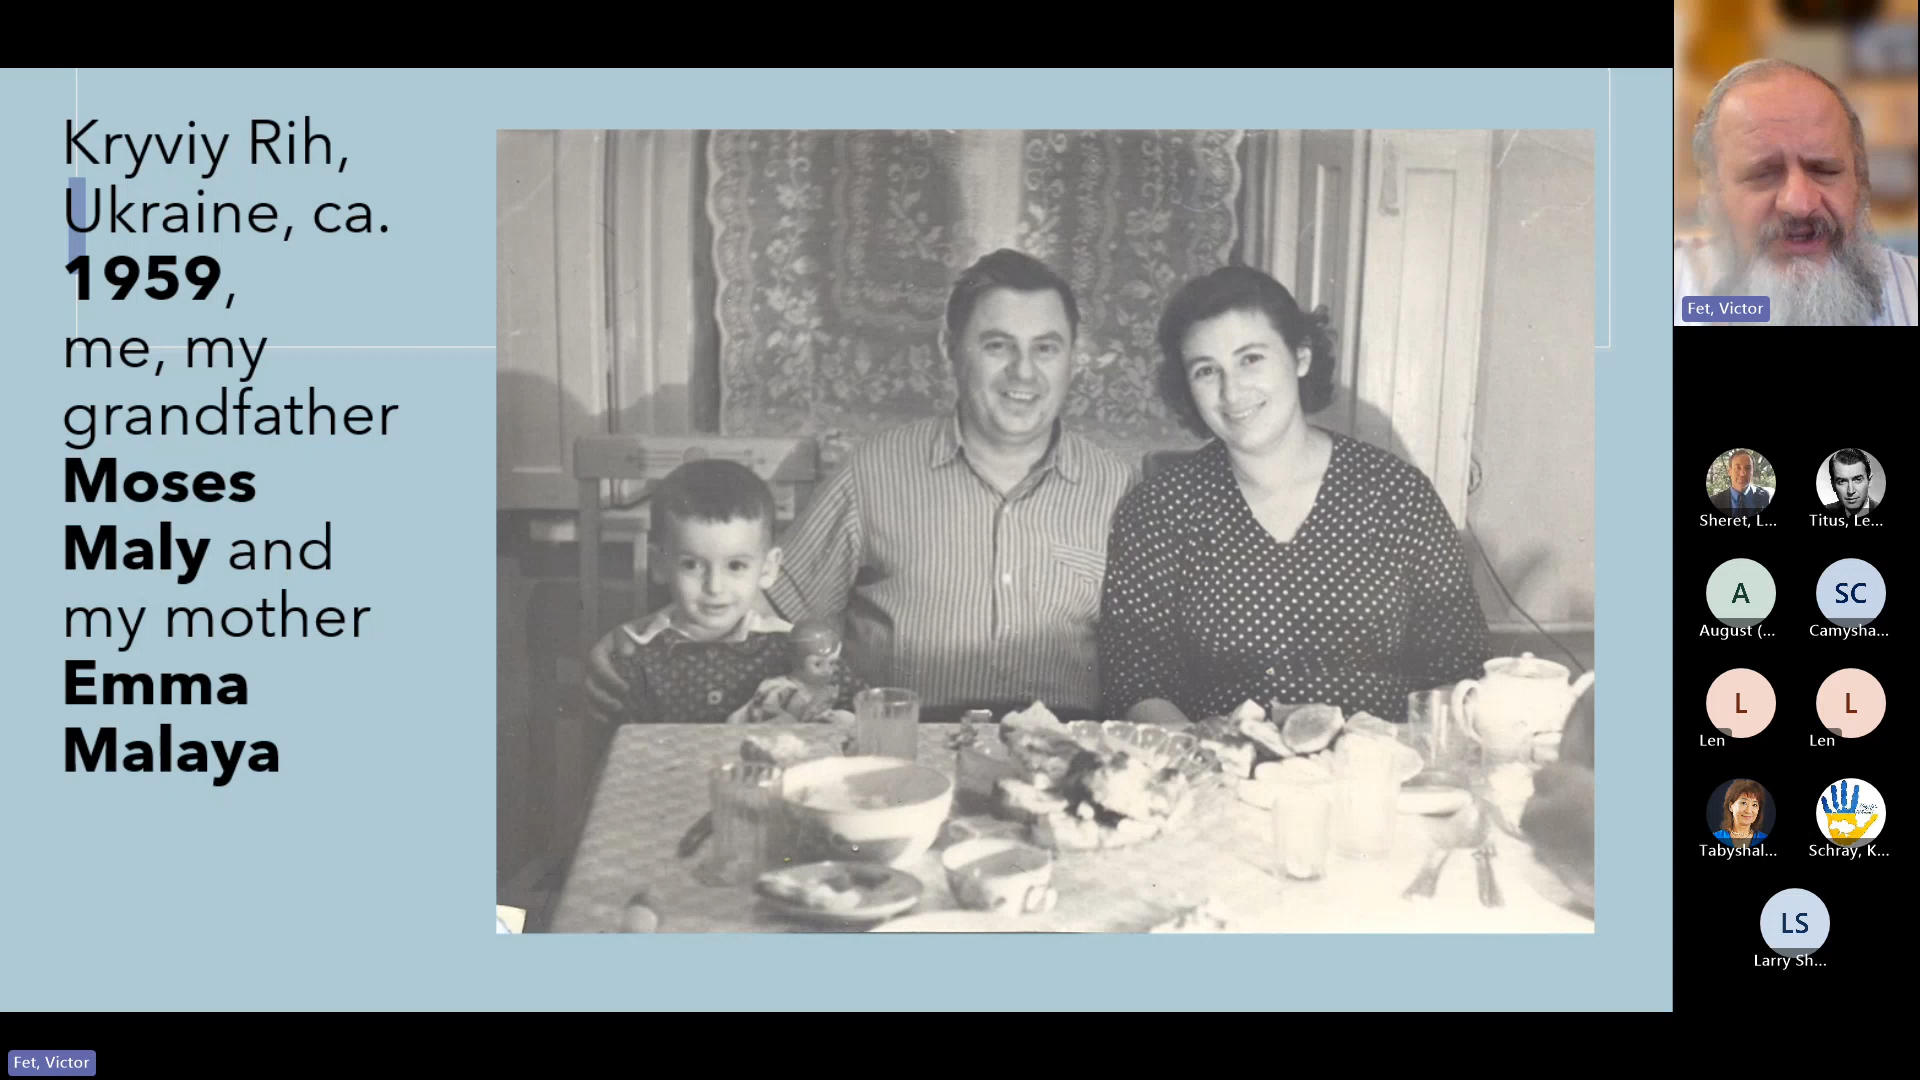 Kryviy Rih,
Ukraine, ca.
1959,
me, my
grandfather
Moses
Maly and
my mother
Emma
Malaya
Fet, Victor
Sheret, L...
Titus, Le...
A
August (...
SC
Camysha...
L
Len
L
Len
Tabyshal...
Schray, K...
LS
Larry Sh...
Fet, Victor